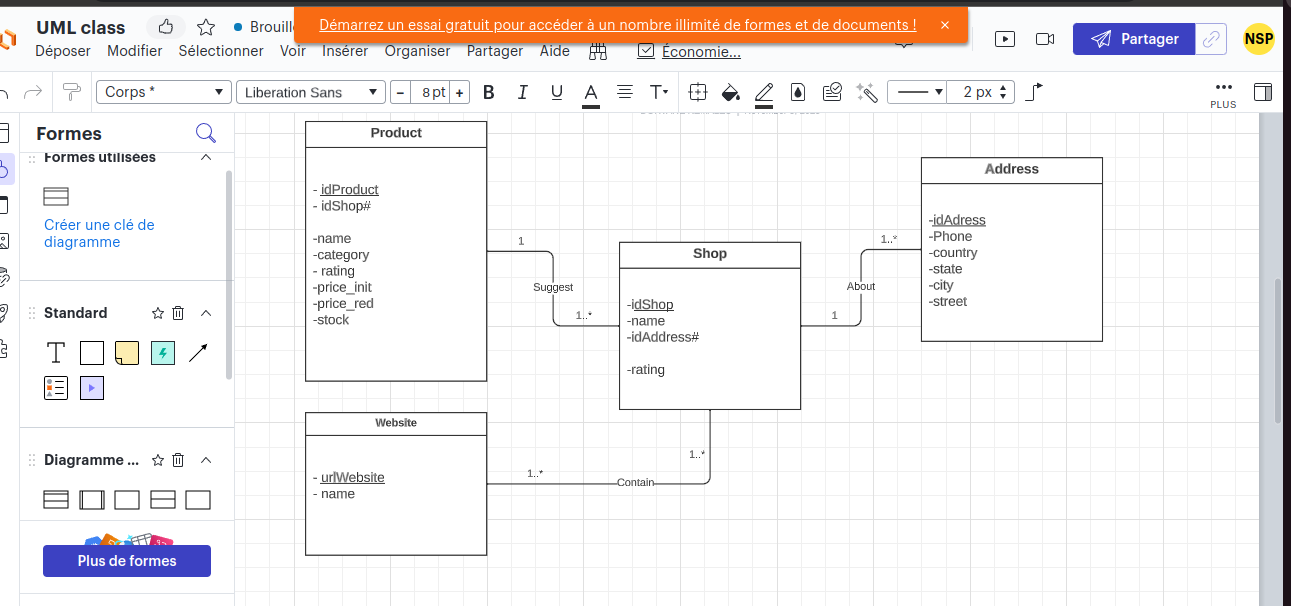 UML class
Brouill
Démarrez un essai gratuit pour accéder à un nombre illimité de formes et de documents !
Partager
NSP
Déposer Modifier Sélectionner Voir Insérer Organiser Partager Aide Économie...
Corps *
Liberation Sans
− 8 pt +
B I U A T
2 px
PLUS
Formes
Formes utilisées
Créer une clé de
diagramme
Standard
T
Diagramme ...
Plus de formes
Product
- idProduct
- idShop#
-name
-category
- rating
-price_init
-price_red
-stock
1
Suggest
1..*
Shop
-idShop
-name
-idAddress#
-rating
1..*
About
1
Address
-idAdress
-Phone
-country
-state
-city
-street
Website
- urlWebsite
- name
1..*
Contain
1..*